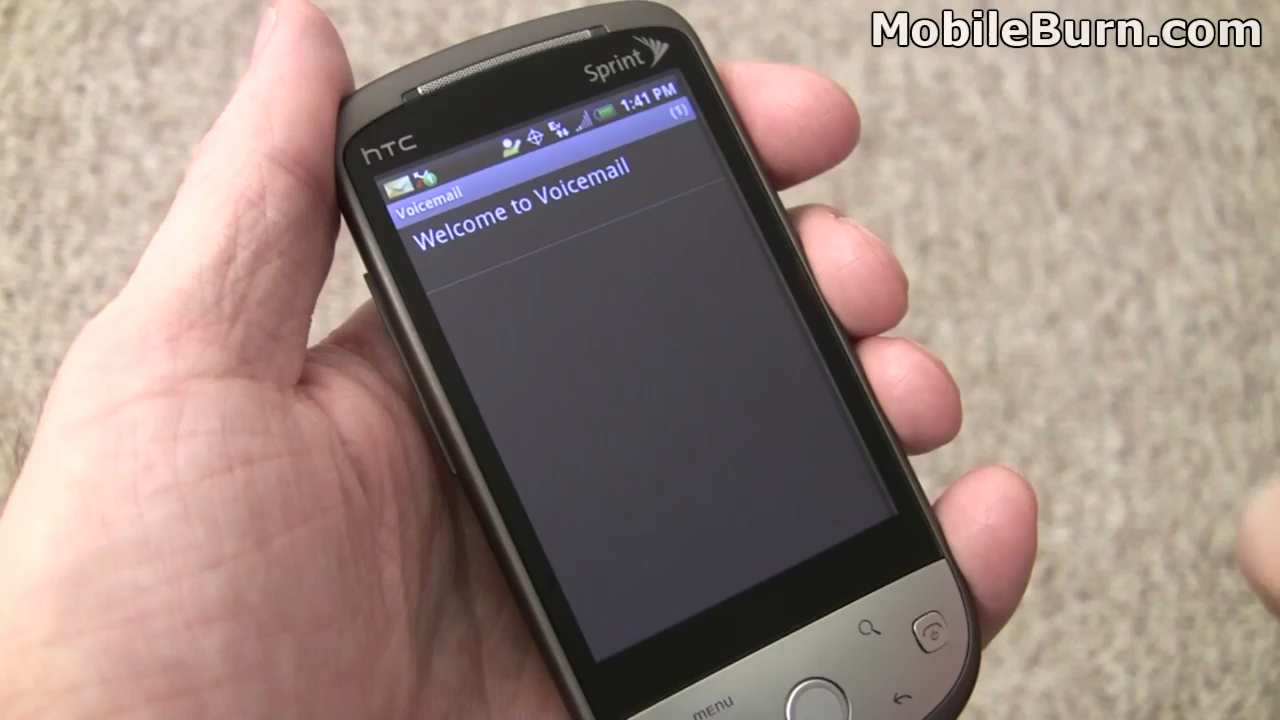 MobileBurn.com
Sprint
hTC
1:41 PM
Voicemail (1)
Welcome to Voicemail
menu